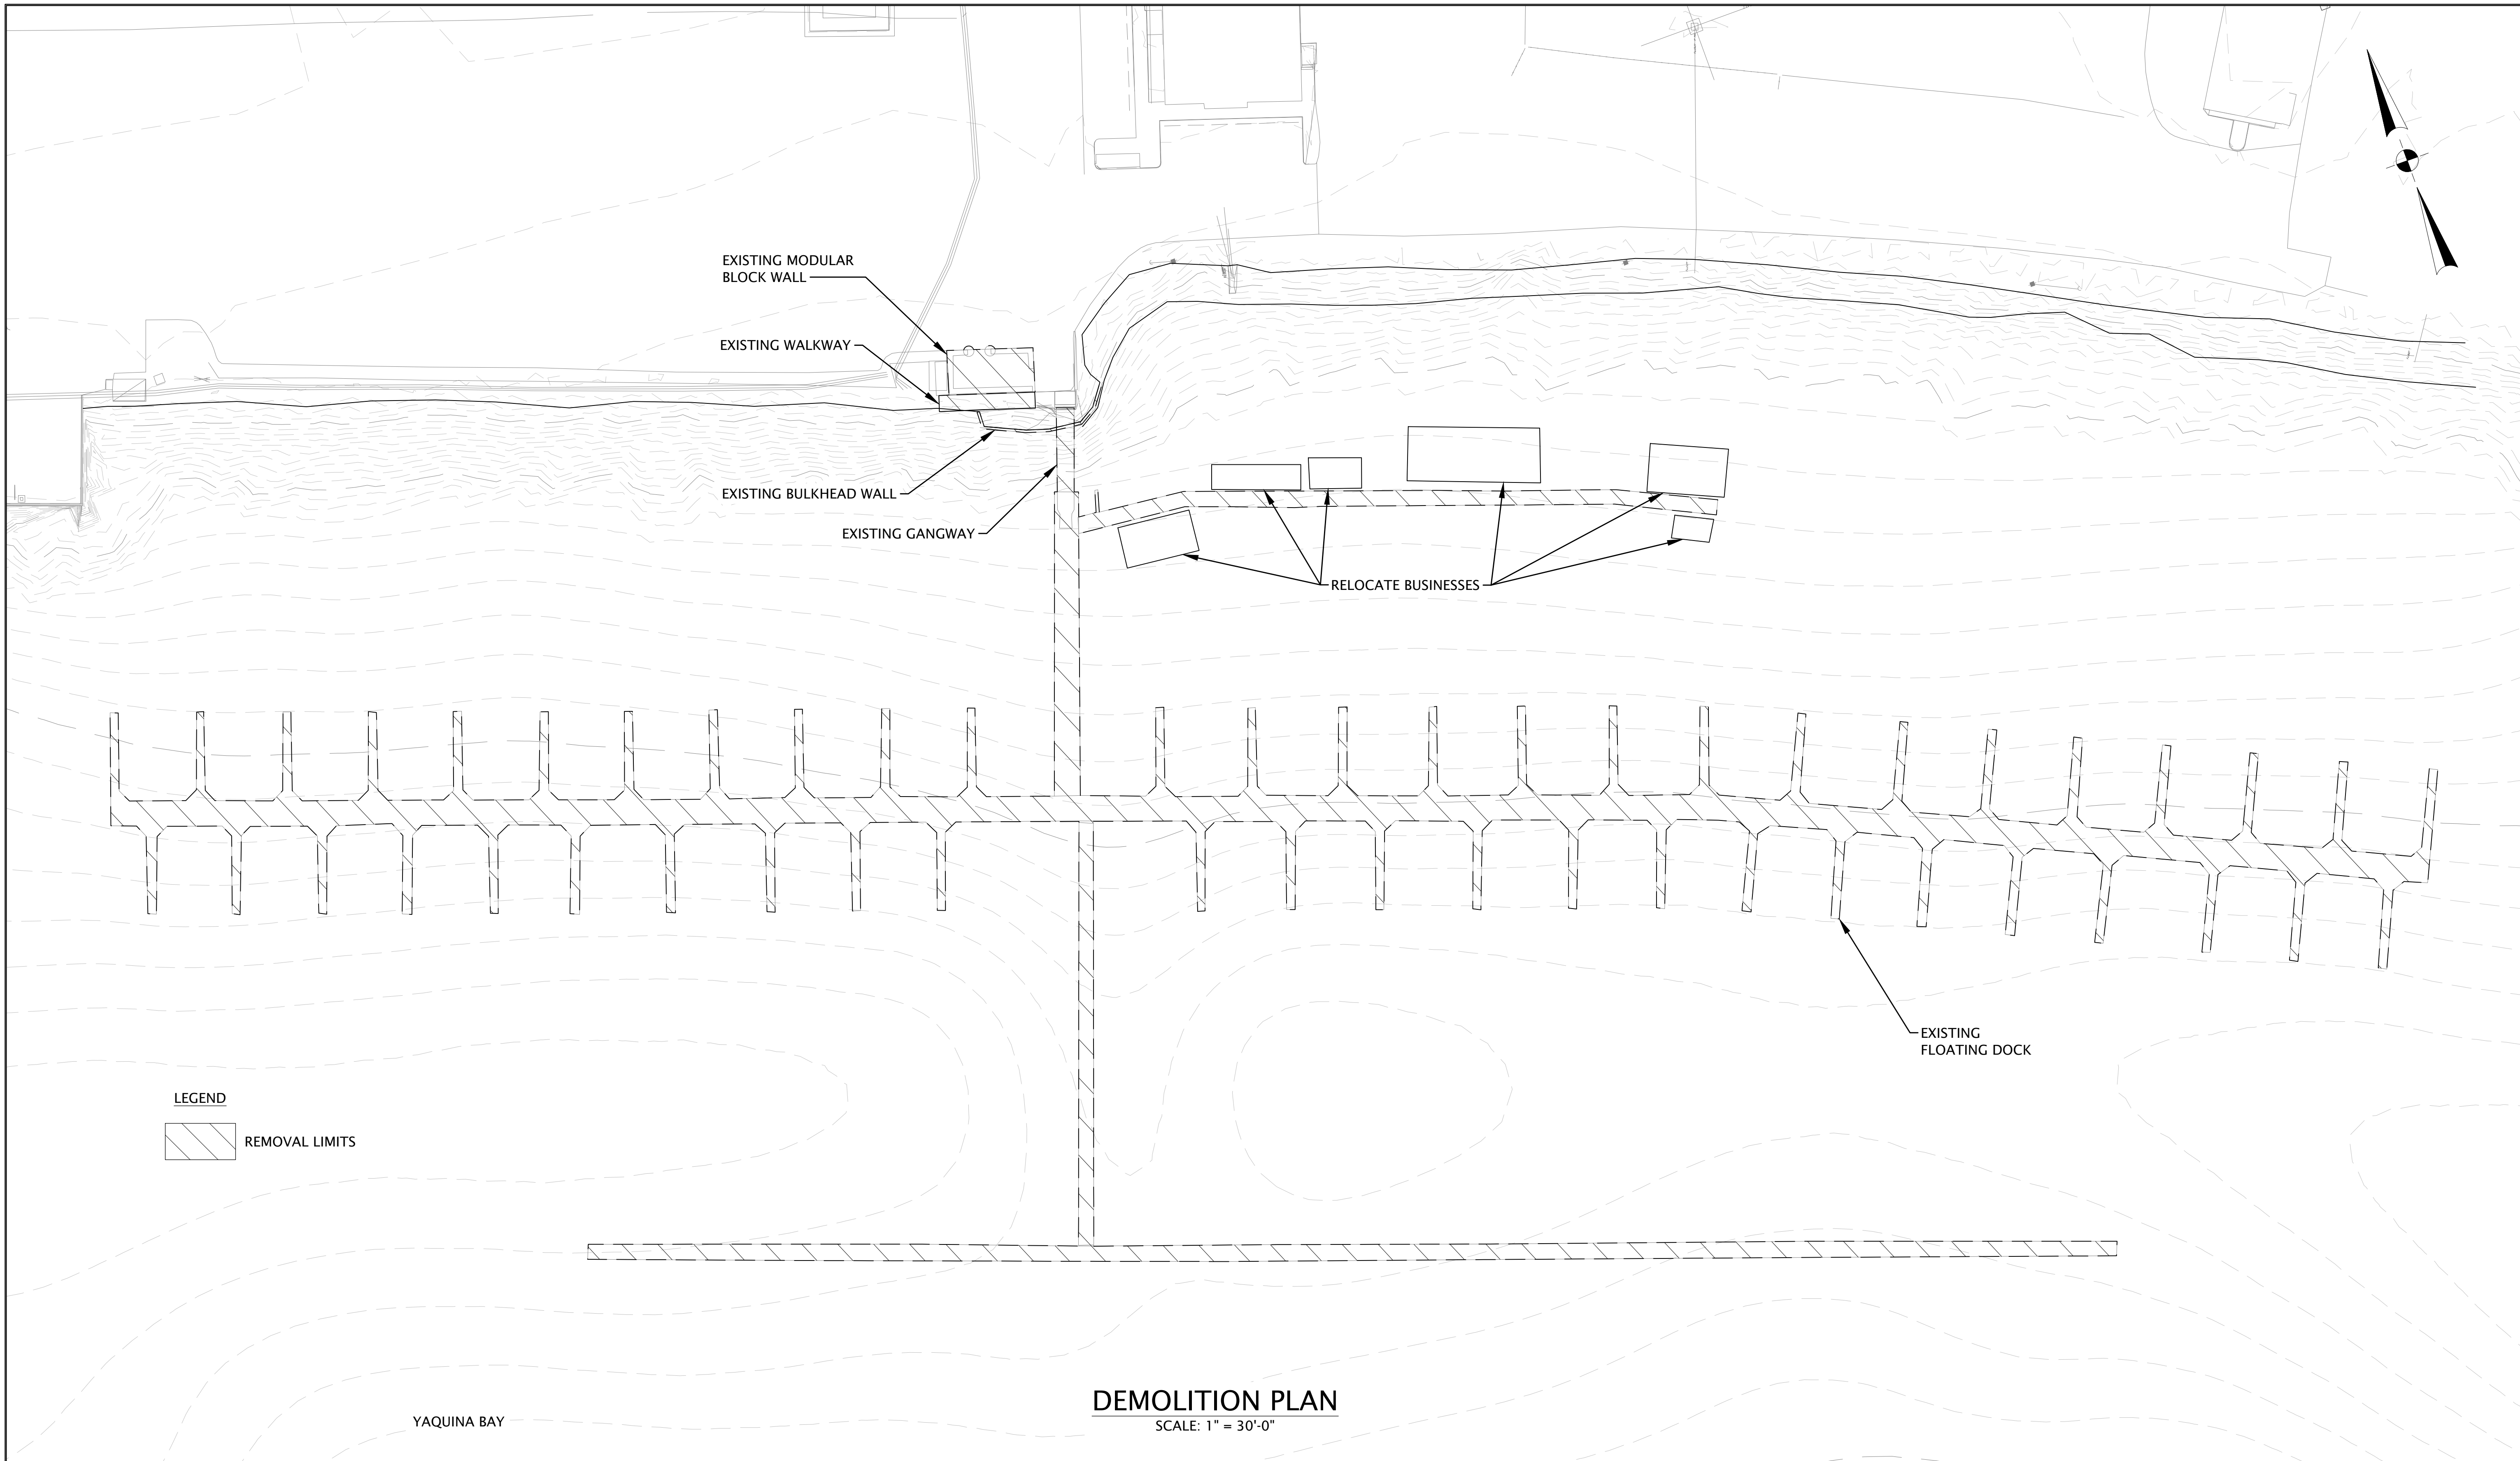 EXISTING MODULAR
BLOCK WALL
EXISTING WALKWAY
EXISTING BULKHEAD WALL
EXISTING GANGWAY
RELOCATE BUSINESSES
EXISTING
FLOATING DOCK
LEGEND
REMOVAL LIMITS
DEMOLITION PLAN
SCALE: 1" = 30'-0"
YAQUINA BAY